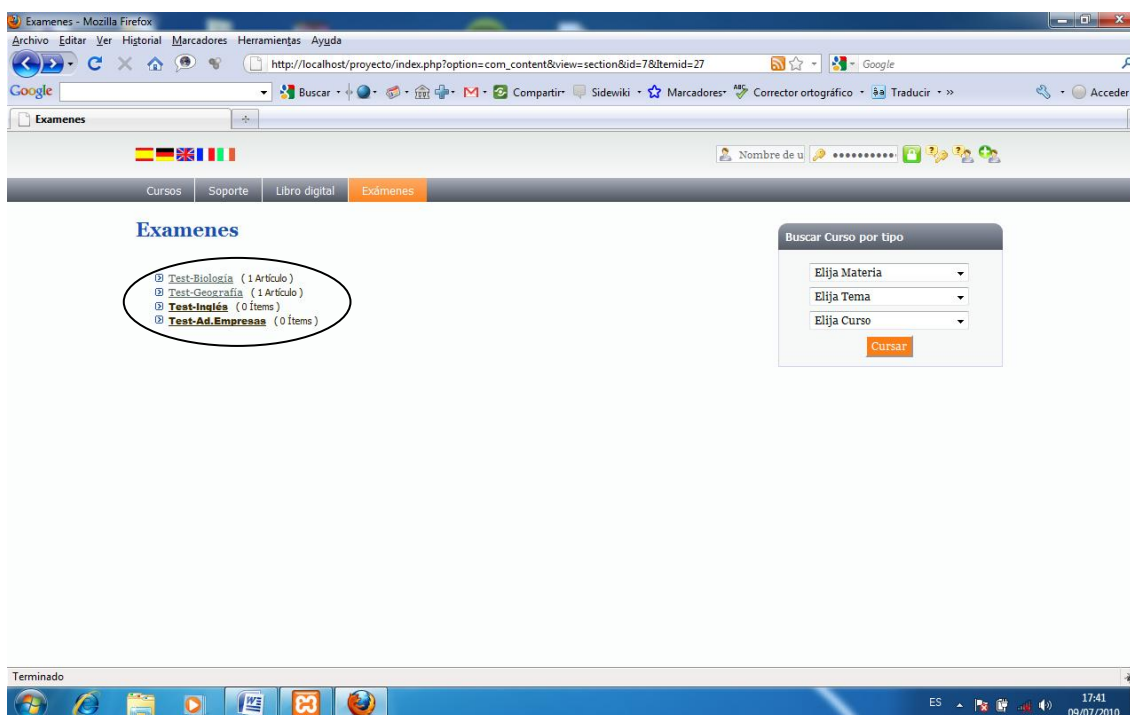 Examenes - Mozilla Firefox
Archivo Editar Ver Historial Marcadores Herramientas Ayuda
http://localhost/proyecto/index.php?option=com_content&view=section&id=7&Itemid=27 Google
Google Buscar Compartir Sidewiki Marcadores Corrector ortográfico Traducir » Acceder
Examenes
Nombre de u
Cursos Soporte Libro digital Exámenes
Examenes
Test-Biología ( 1 Artículo )
Test-Geografía ( 1 Artículo )
Test-Inglés ( 0 Ítems )
Test-Ad.Empresas ( 0 Ítems )
Buscar Curso por tipo
Elija Materia
Elija Tema
Elija Curso
Cursar
Terminado
ES 17:41
09/07/2010